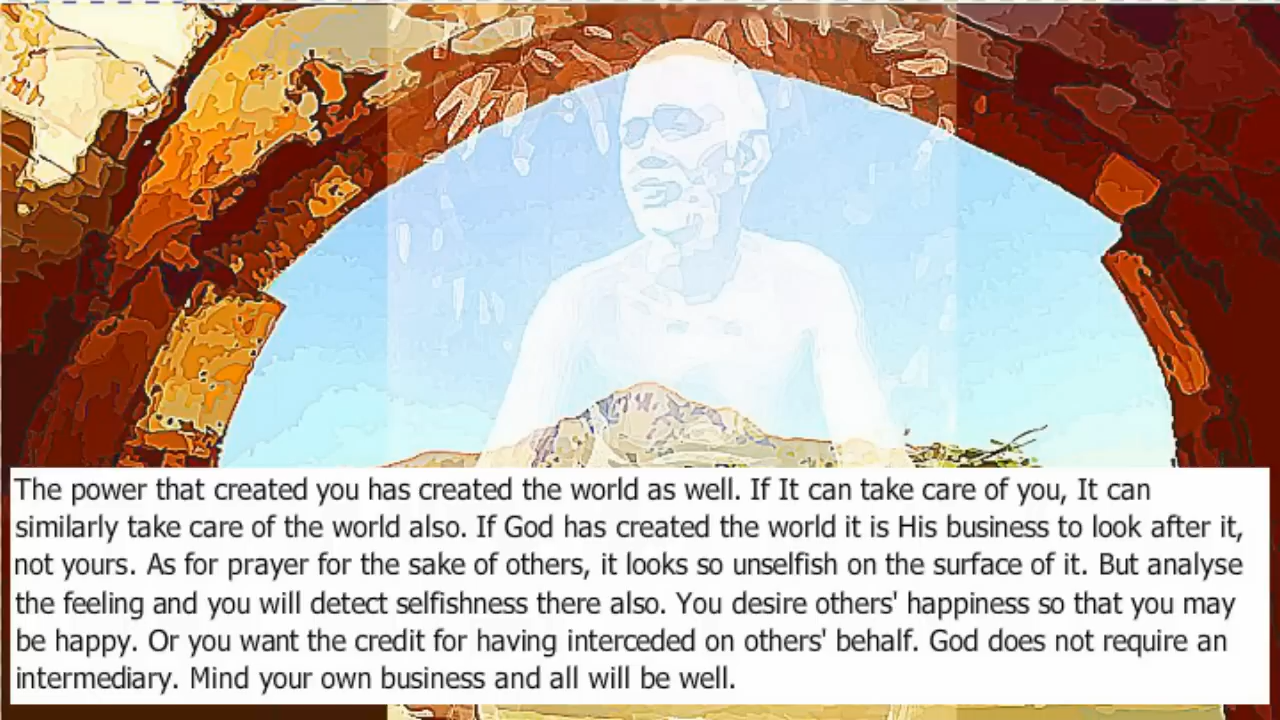 The power that created you has created the world as well. If It can take care of you, It can
similarly take care of the world also. If God has created the world it is His business to look after it,
not yours. As for prayer for the sake of others, it looks so unselfish on the surface of it. But analyse
the feeling and you will detect selfishness there also. You desire others' happiness so that you may
be happy. Or you want the credit for having interceded on others' behalf. God does not require an
intermediary. Mind your own business and all will be well.